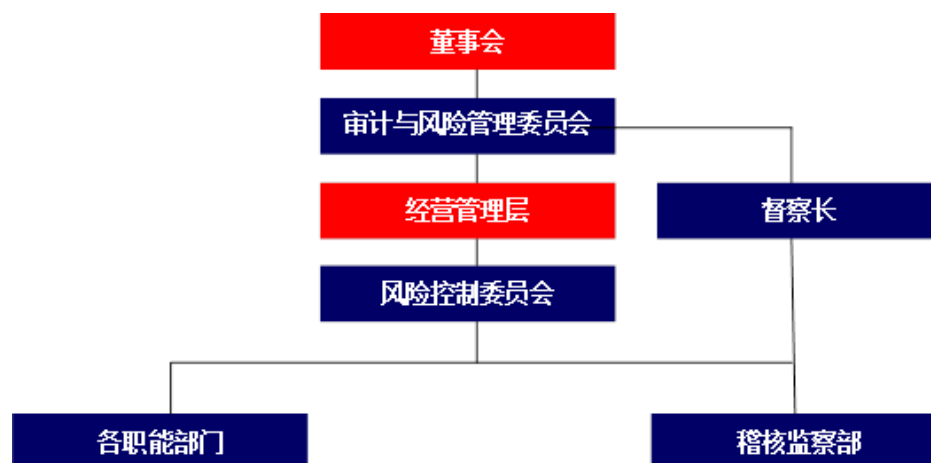 董事会
审计与风险管理委员会
经营管理层
督察长
风险控制委员会
各职能部门
稽核监察部